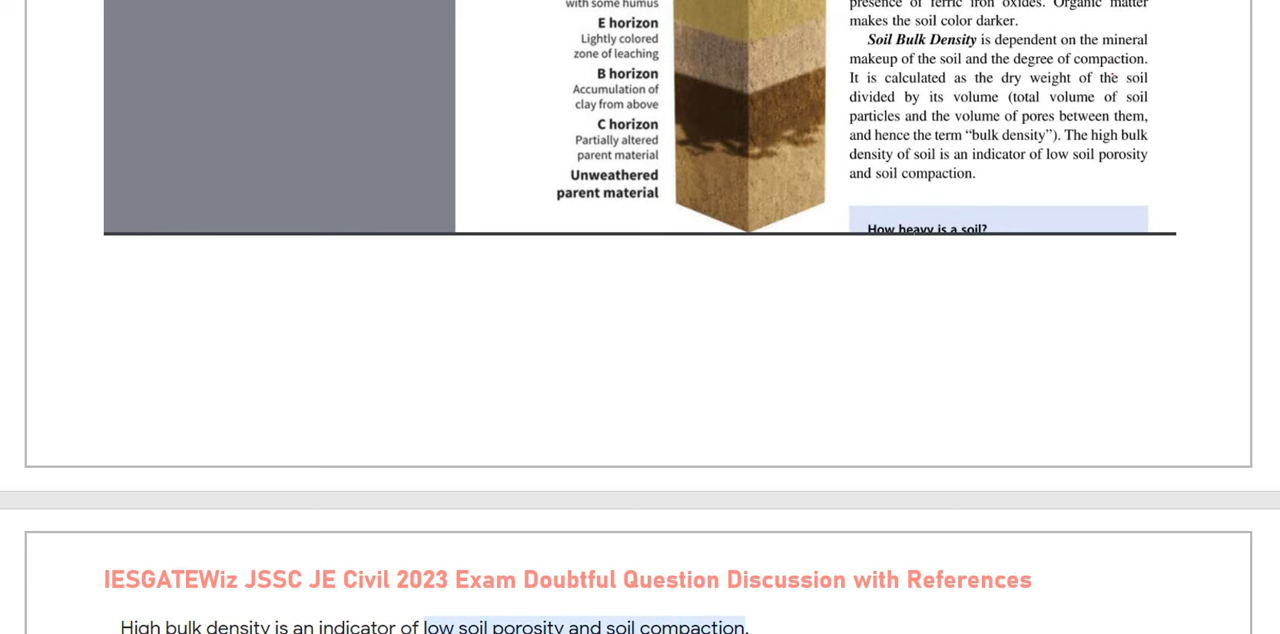 with some humus
E horizon
Lightly colored
zone of leaching
B horizon
Accumulation of
clay from above
C horizon
Partially altered
parent material
Unweathered
parent material
presence of ferric iron oxides. Organic matter
makes the soil color darker.
Soil Bulk Density is dependent on the mineral
makeup of the soil and the degree of compaction.
It is calculated as the dry weight of the soil
divided by its volume (total volume of soil
particles and the volume of pores between them,
and hence the term “bulk density”). The high bulk
density of soil is an indicator of low soil porosity
and soil compaction.
How heavy is a soil?
IESGATEWiz JSSC JE Civil 2023 Exam Doubtful Question Discussion with References
High bulk density is an indicator of low soil porosity and soil compaction.